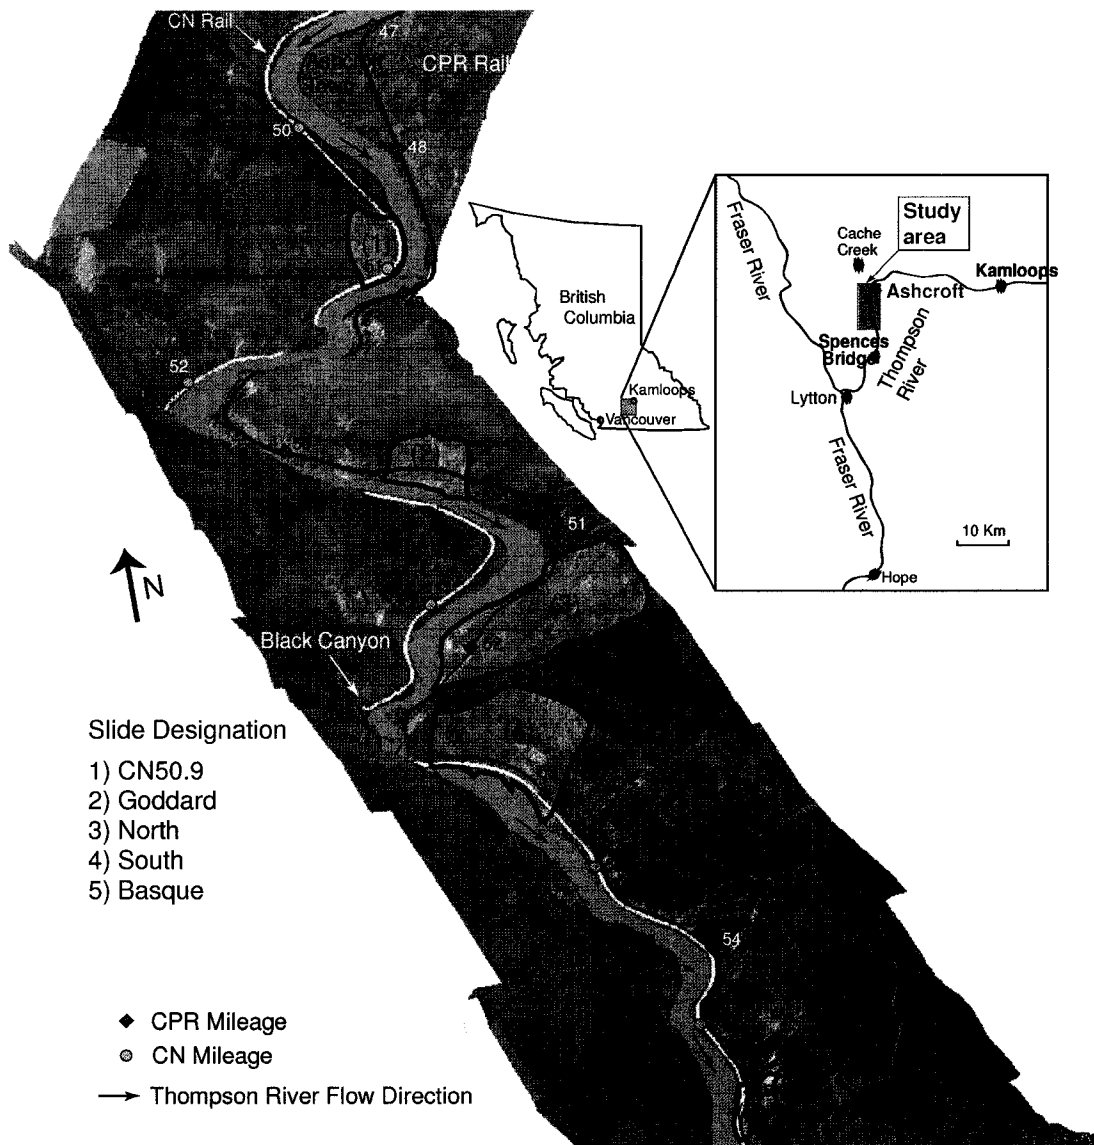 CN Rail
47
CPR Rail
50
48
(1)
52
51
52
Black Canyon
54
N
Study
area
Cache
Creek
Fraser River
Kamloops
Ashcroft
Spences
Bridge
Thompson
River
Lytton
Fraser River
10 Km
Hope
British
Columbia
Kamloops
Vancouver
Slide Designation
1) CN50.9
2) Goddard
3) North
4) South
5) Basque
CPR Mileage
CN Mileage
Thompson River Flow Direction